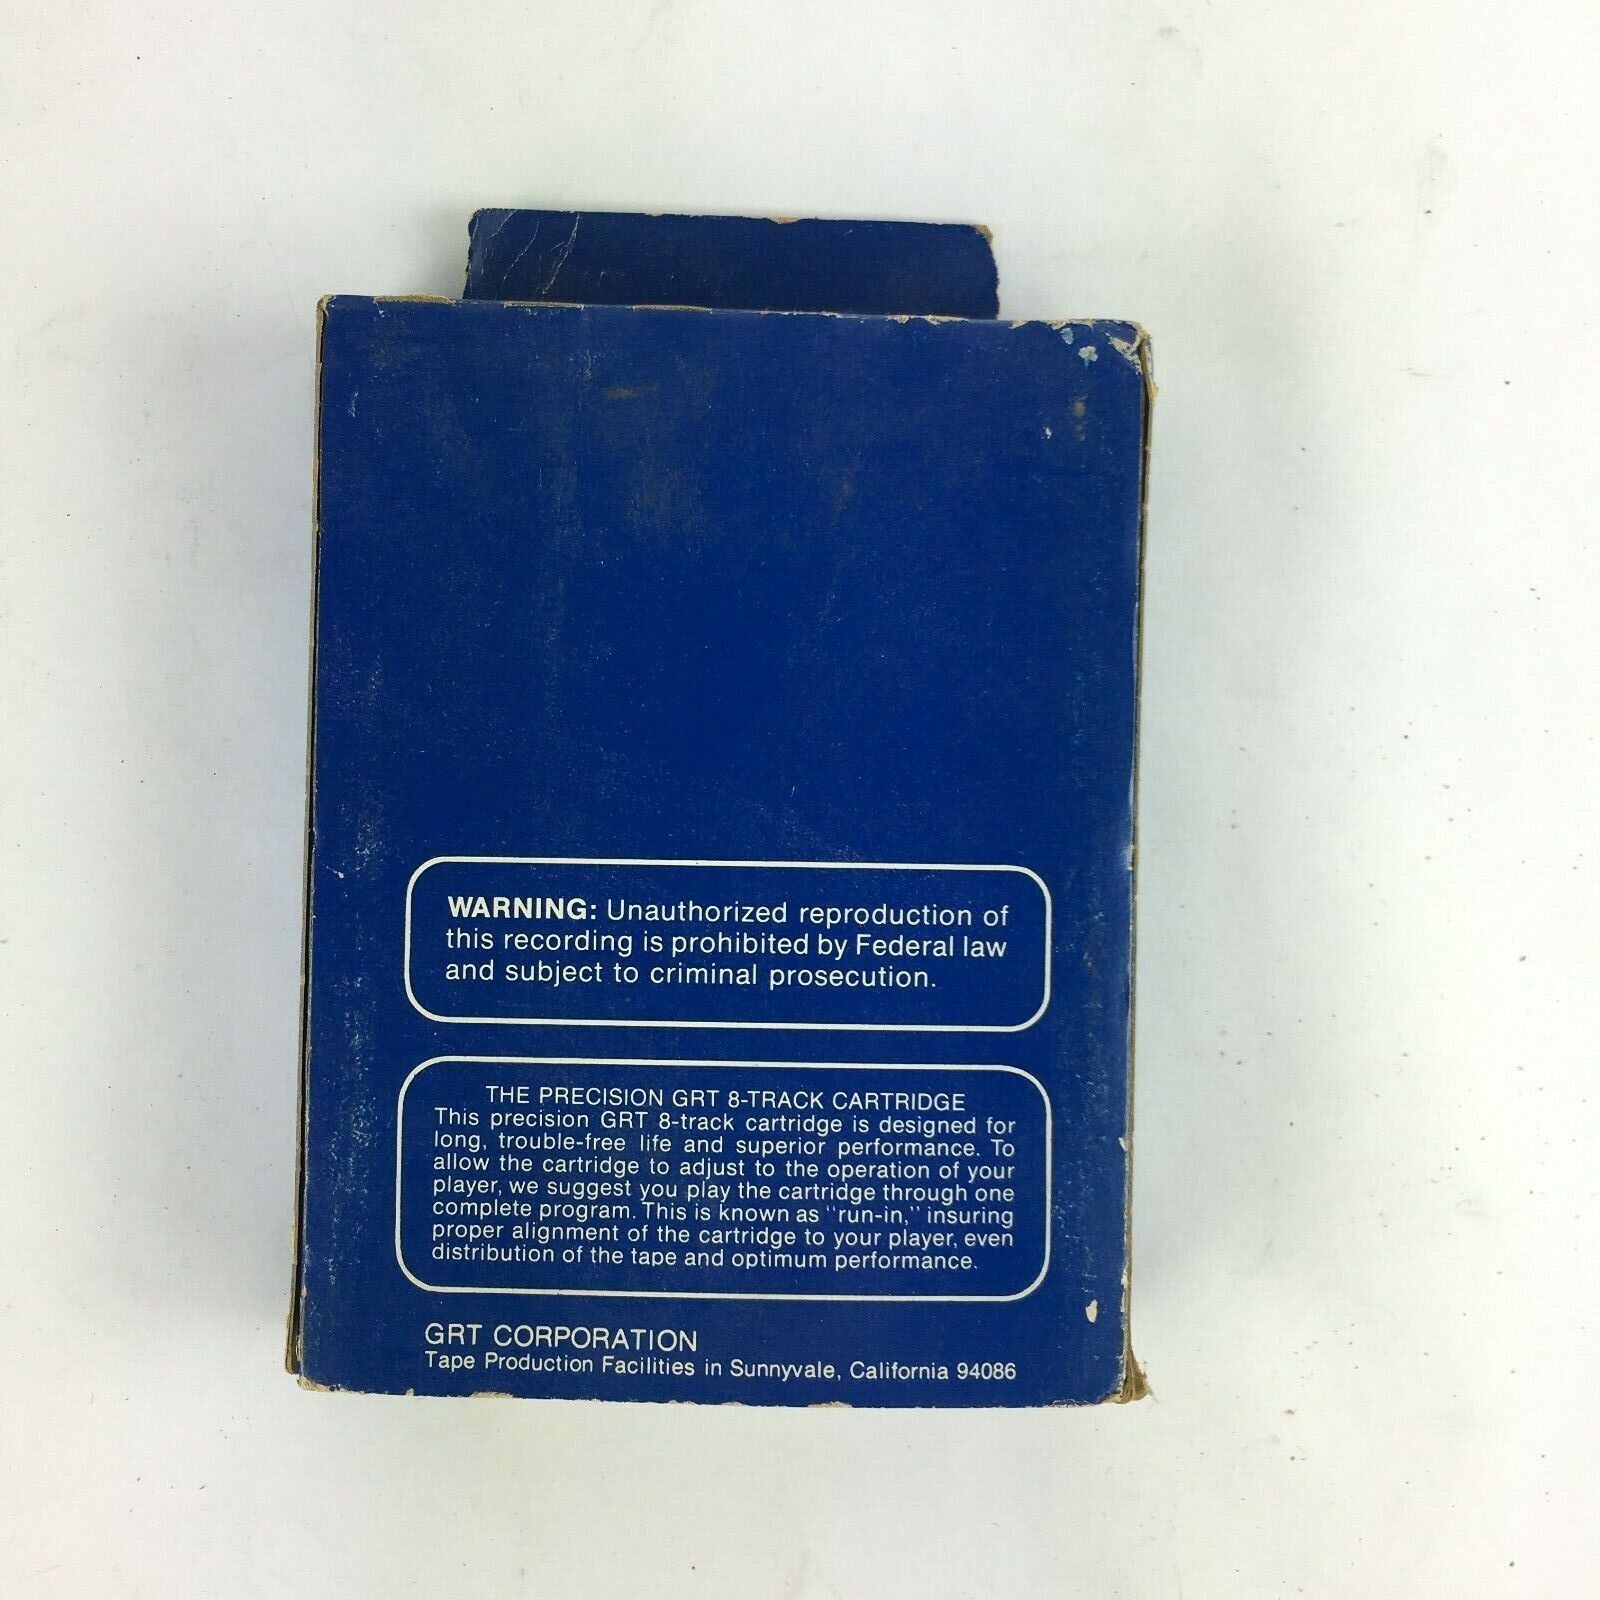 WARNING: Unauthorized reproduction of
this recording is prohibited by Federal law
and subject to criminal prosecution.
THE PRECISION GRT 8-TRACK CARTRIDGE
This precision GRT 8-track cartridge is designed for
long, trouble-free life and superior performance. To
allow the cartridge to adjust to the operation of your
player, we suggest you play the cartridge through one
complete program. This is known as "run-in," insuring
proper alignment of the cartridge to your player, even
distribution of the tape and optimum performance.
GRT CORPORATION
Tape Production Facilities in Sunnyvale, California 94086